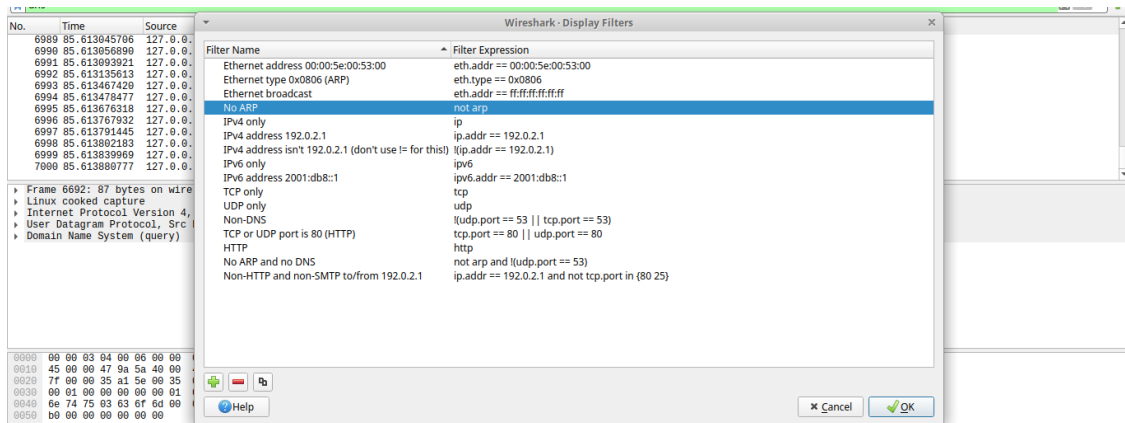 Wireshark · Display Filters
No. Time Source
6989 85.613045706 127.0.0.
6990 85.613056890 127.0.0.
6991 85.613093921 127.0.0.
6992 85.613135613 127.0.0.
6993 85.613467420 127.0.0.
6994 85.613478477 127.0.0.
6995 85.613676318 127.0.0.
6996 85.613767932 127.0.0.
6997 85.613791445 127.0.0.
6998 85.613802183 127.0.0.
6999 85.613839969 127.0.0.
7000 85.613880777 127.0.0.
Frame 6692: 87 bytes on wire
Linux cooked capture
Internet Protocol Version 4,
User Datagram Protocol, Src
Domain Name System (query)
0000 00 00 03 04 00 06 00 00
0010 45 00 00 47 9a 5a 40 00
0020 7f 00 00 35 a1 5e 00 35
0030 00 01 00 00 00 00 00 01
0040 6e 74 75 03 63 6f 6d 00
0050 b0 00 00 00 00 00 00
Filter Name Filter Expression
Ethernet address 00:00:5e:00:53:00 eth.addr == 00:00:5e:00:53:00
Ethernet type 0x0806 (ARP) eth.type == 0x0806
Ethernet broadcast eth.addr == ff:ff:ff:ff:ff:ff
No ARP not arp
IPv4 only ip
IPv4 address 192.0.2.1 ip.addr == 192.0.2.1
IPv4 address isn't 192.0.2.1 (don't use != for this!) !(ip.addr == 192.0.2.1)
IPv6 only ipv6
IPv6 address 2001:db8::1 ipv6.addr == 2001:db8::1
TCP only tcp
UDP only udp
Non-DNS !(udp.port == 53 || tcp.port == 53)
TCP or UDP port is 80 (HTTP) tcp.port == 80 || udp.port == 80
HTTP http
No ARP and no DNS not arp and !(udp.port == 53)
Non-HTTP and non-SMTP to/from 192.0.2.1 ip.addr == 192.0.2.1 and not tcp.port in {80 25}
Help Cancel OK